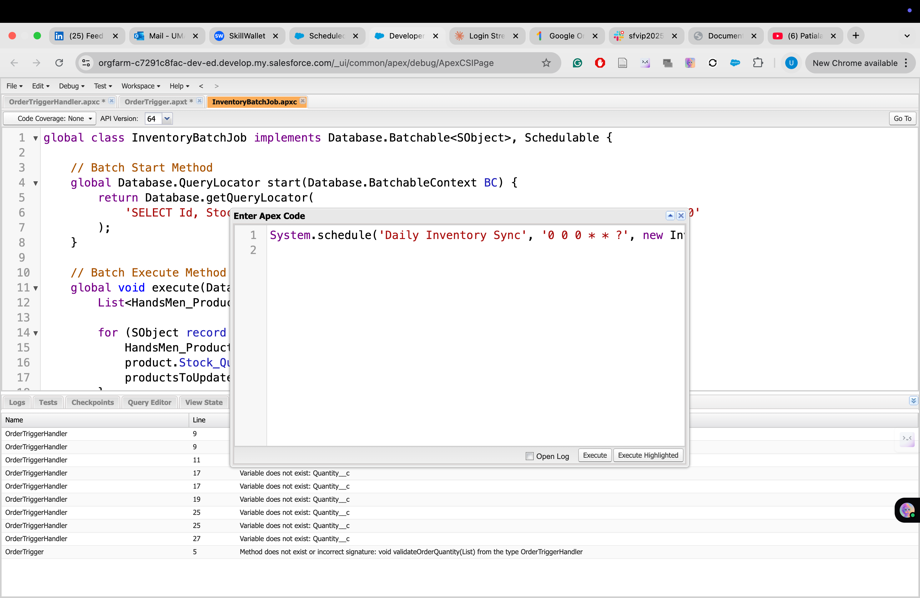 (25) Feed
Mail - UMa
SkillWallet
Schedule
Develope
Login Stre
Google O
sfvip2025
Documen
(6) Patiala
orgfarm-c7291c8fac-dev-ed.develop.my.salesforce.com/_ui/common/apex/debug/ApexCSIPage
U
New Chrome available
File Edit Debug Test Workspace Help < >
OrderTriggerHandler.apxc * OrderTrigger.apxt * InventoryBatchJob.apxc
Code Coverage: None API Version: 64 Go To
1 global class InventoryBatchJob implements Database.Batchable<SObject>, Schedulable {
2
3 // Batch Start Method
4 global Database.QueryLocator start(Database.BatchableContext BC) {
5 return Database.getQueryLocator(
6 'SELECT Id, Stoc 0'
7 );
8 }
9
10 // Batch Execute Method
11 global void execute(Data
12 List<HandsMen_Produc
13
14 for (SObject record
15 HandsMen_Product
16 product.Stock_Qu
17 productsToUpdate
Enter Apex Code
1 System.schedule('Daily Inventory Sync', '0 0 0 * * ?', new In
2
Open Log Execute Execute Highlighted
Logs Tests Checkpoints Query Editor View State
Name Line
OrderTriggerHandler 9
OrderTriggerHandler 9
OrderTriggerHandler 11
OrderTriggerHandler 17 Variable does not exist: Quantity__c
OrderTriggerHandler 17 Variable does not exist: Quantity__c
OrderTriggerHandler 19 Variable does not exist: Quantity__c
OrderTriggerHandler 25 Variable does not exist: Quantity__c
OrderTriggerHandler 25 Variable does not exist: Quantity__c
OrderTriggerHandler 27 Variable does not exist: Quantity__c
OrderTrigger 5 Method does not exist or incorrect signature: void validateOrderQuantity(List) from the type OrderTriggerHandler